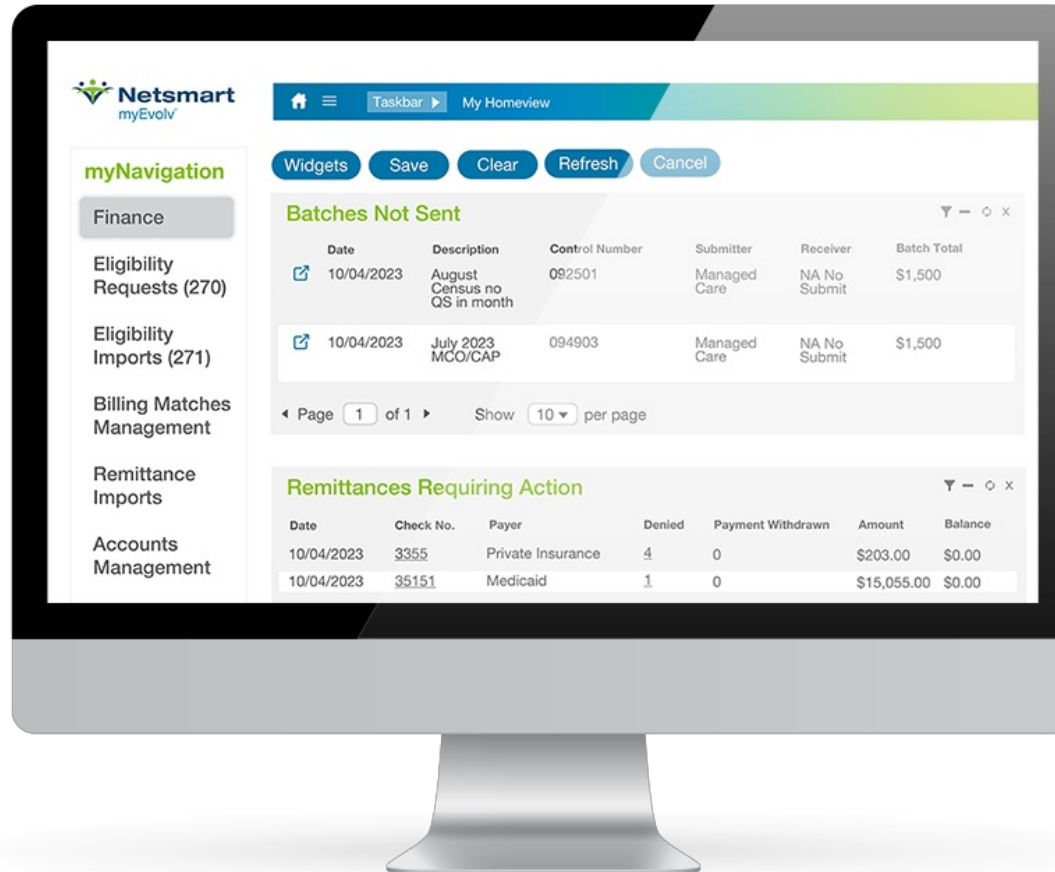 Netsmart
myEvolv
Taskbar My Homeview
myNavigation
Finance
Eligibility
Requests (270)
Eligibility
Imports (271)
Billing Matches
Management
Remittance
Imports
Accounts
Management
Widgets Save Clear Refresh Cancel
Batches Not Sent
Date Description Control Number Submitter Receiver Batch Total
10/04/2023 August 092501 Managed NA No $1,500
Census no Care Submit
QS in month
10/04/2023 July 2023 094903 Managed NA No $1,500
MCO/CAP Care Submit
Page 1 of 1 Show 10 per page
Remittances Requiring Action
Date Check No. Payer Denied Payment Withdrawn Amount Balance
10/04/2023 3355 Private Insurance 4 0 $203.00 $0.00
10/04/2023 35151 Medicaid 1 0 $15,055.00 $0.00